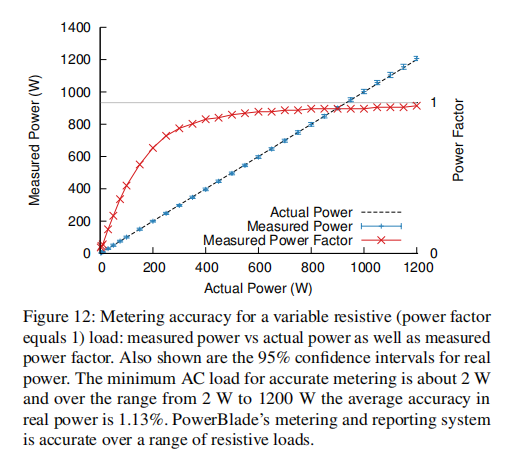 1400
1200
1000
800
600
400
200
0
Measured Power (W)
1
0
Power Factor
Actual Power
Measured Power
Measured Power Factor
0 200 400 600 800 1000 1200
Actual Power (W)
Figure 12: Metering accuracy for a variable resistive (power factor
equals 1) load: measured power vs actual power as well as measured
power factor. Also shown are the 95% confidence intervals for real
power. The minimum AC load for accurate metering is about 2 W
and over the range from 2 W to 1200 W the average accuracy in
real power is 1.13%. PowerBlade’s metering and reporting system
is accurate over a range of resistive loads.